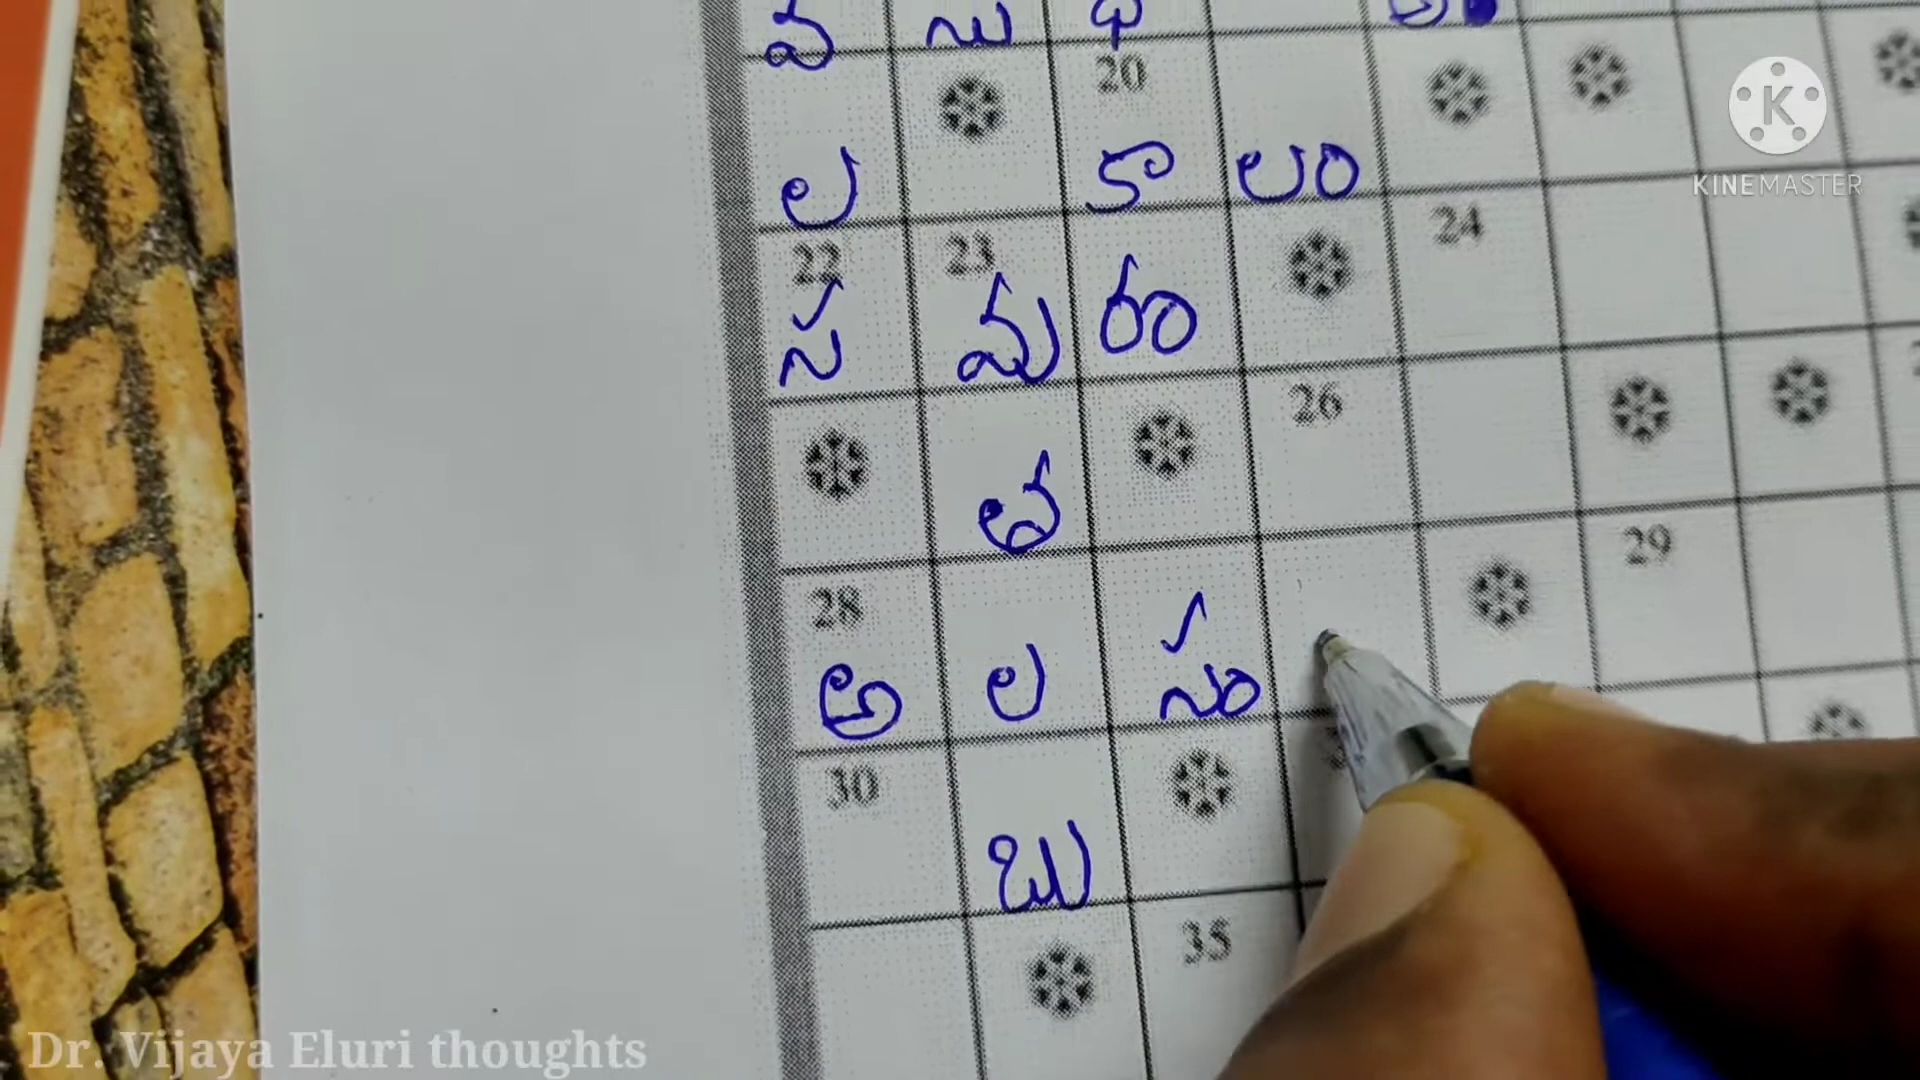 వ సు ధ
20
KINEMASTER
ల కా లం
22 23 24
స మ రం
26
త
28 29
అ ల సం
30
బు
35
Dr. Vijaya Eluri thoughts